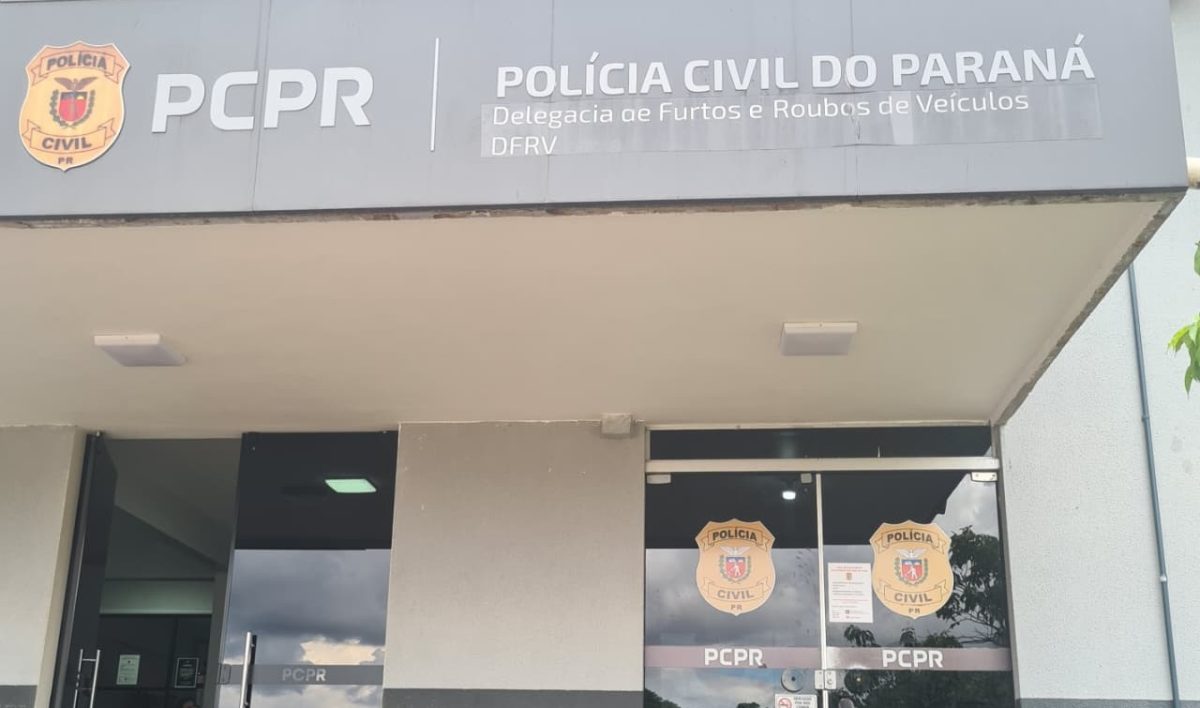 POLÍCIA
CIVIL
PR
PCPR
POLÍCIA CIVIL DO PARANÁ
Delegacia de Furtos e Roubos de Veículos
DFRV
POLÍCIA
CIVIL
PR
POLÍCIA
CIVIL
PR
PCPR
PCPR
PCPR